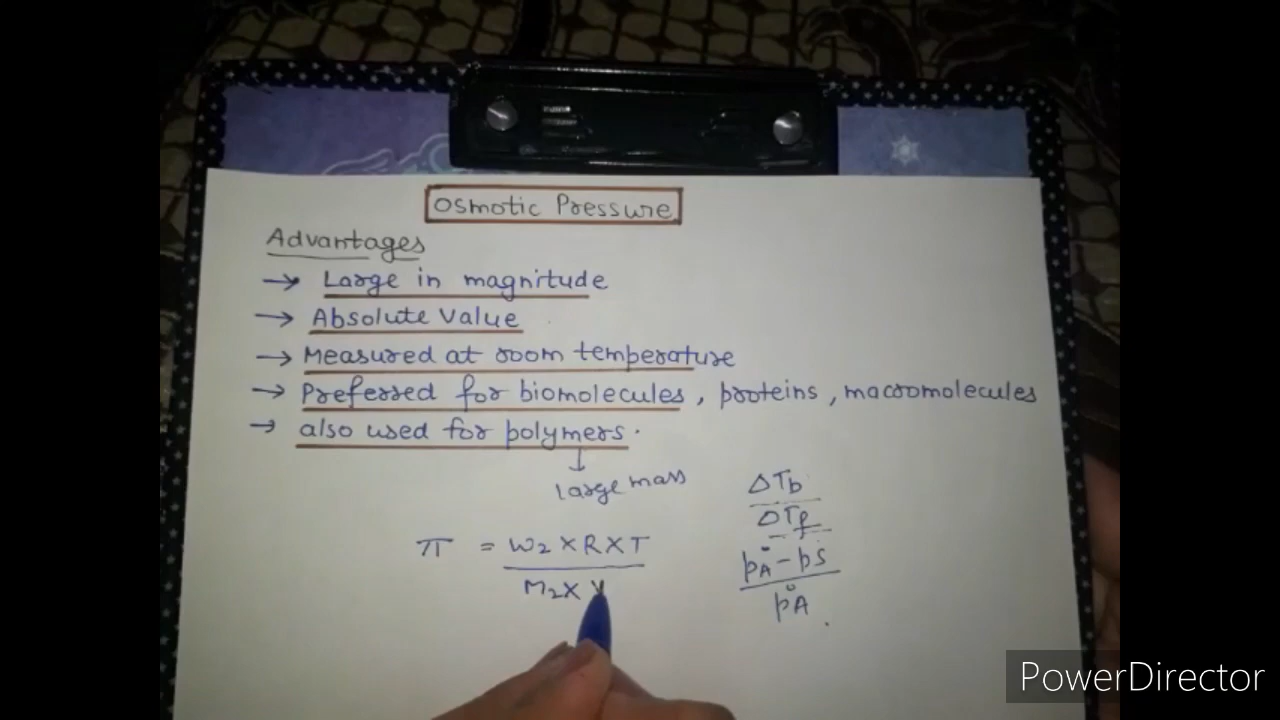 Osmotic Pressure
Advantages
→ Large in magnitude
→ Absolute Value
→ Measured at room temperature
→ Preferred for biomolecules, proteins, macromolecules
→ also used for polymers.
↓
large mass
ΔTb
ΔTf
p°A - ps
p°A
π = W2 X R X T
M2 X V
PowerDirector